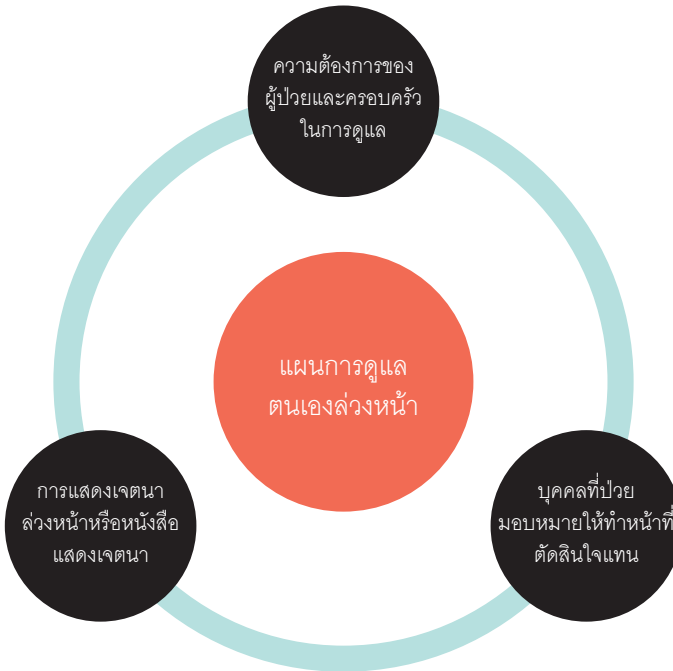 ความต้องการของ
ผู้ป่วยและครอบครัว
ในการดูแล
แผนการดูแล
ตนเองล่วงหน้า
การแสดงเจตนา
ล่วงหน้าหรือหนังสือ
แสดงเจตนา
บุคคลที่ป่วย
มอบหมายให้ทำหน้าที่
ตัดสินใจแทน